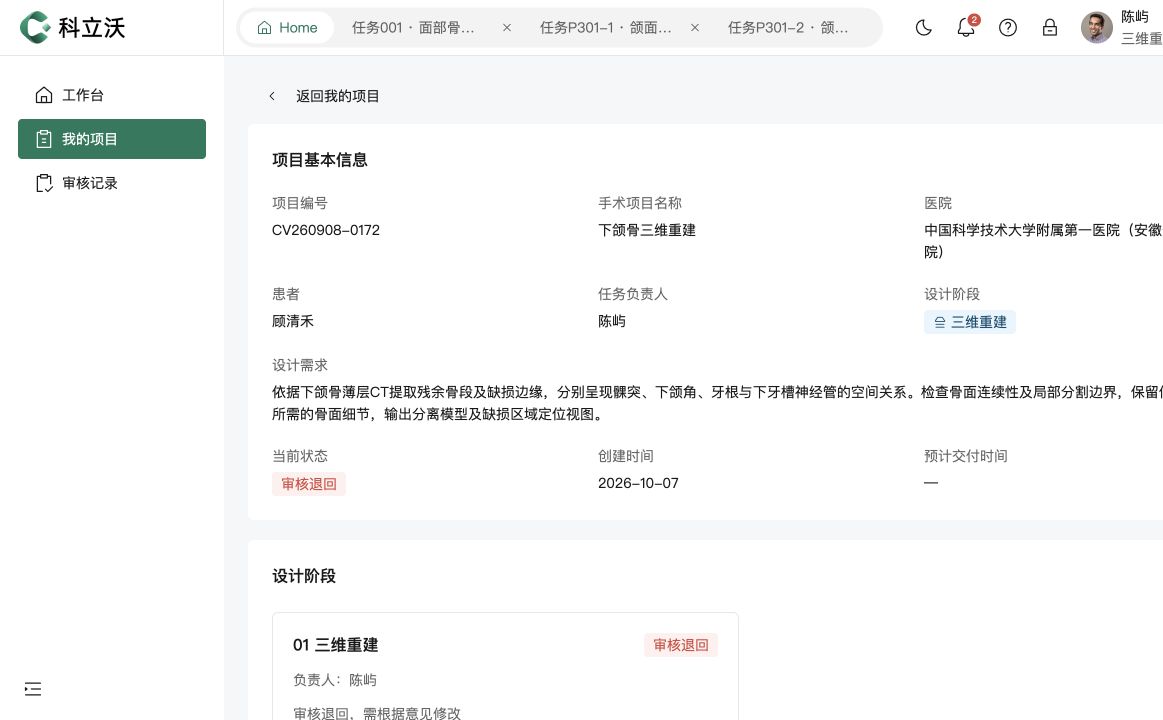 科立沃
Home
任务001 · 面部骨...
任务P301-1 · 颌面...
任务P301-2 · 颌...
2
陈屿
三维重
工作台
我的项目
审核记录
返回我的项目
项目基本信息
项目编号
手术项目名称
医院
CV260908-0172
下颌骨三维重建
中国科学技术大学附属第一医院（安徽
院）
患者
任务负责人
设计阶段
顾清禾
陈屿
三维重建
设计需求
依据下颌骨薄层CT提取残余骨段及缺损边缘，分别呈现髁突、下颌角、牙根与下牙槽神经管的空间关系。检查骨面连续性及局部分割边界，保留
所需的骨面细节，输出分离模型及缺损区域定位视图。
当前状态
创建时间
预计交付时间
审核退回
2026-10-07
—
设计阶段
01 三维重建
审核退回
负责人：陈屿
审核退回，需根据意见修改